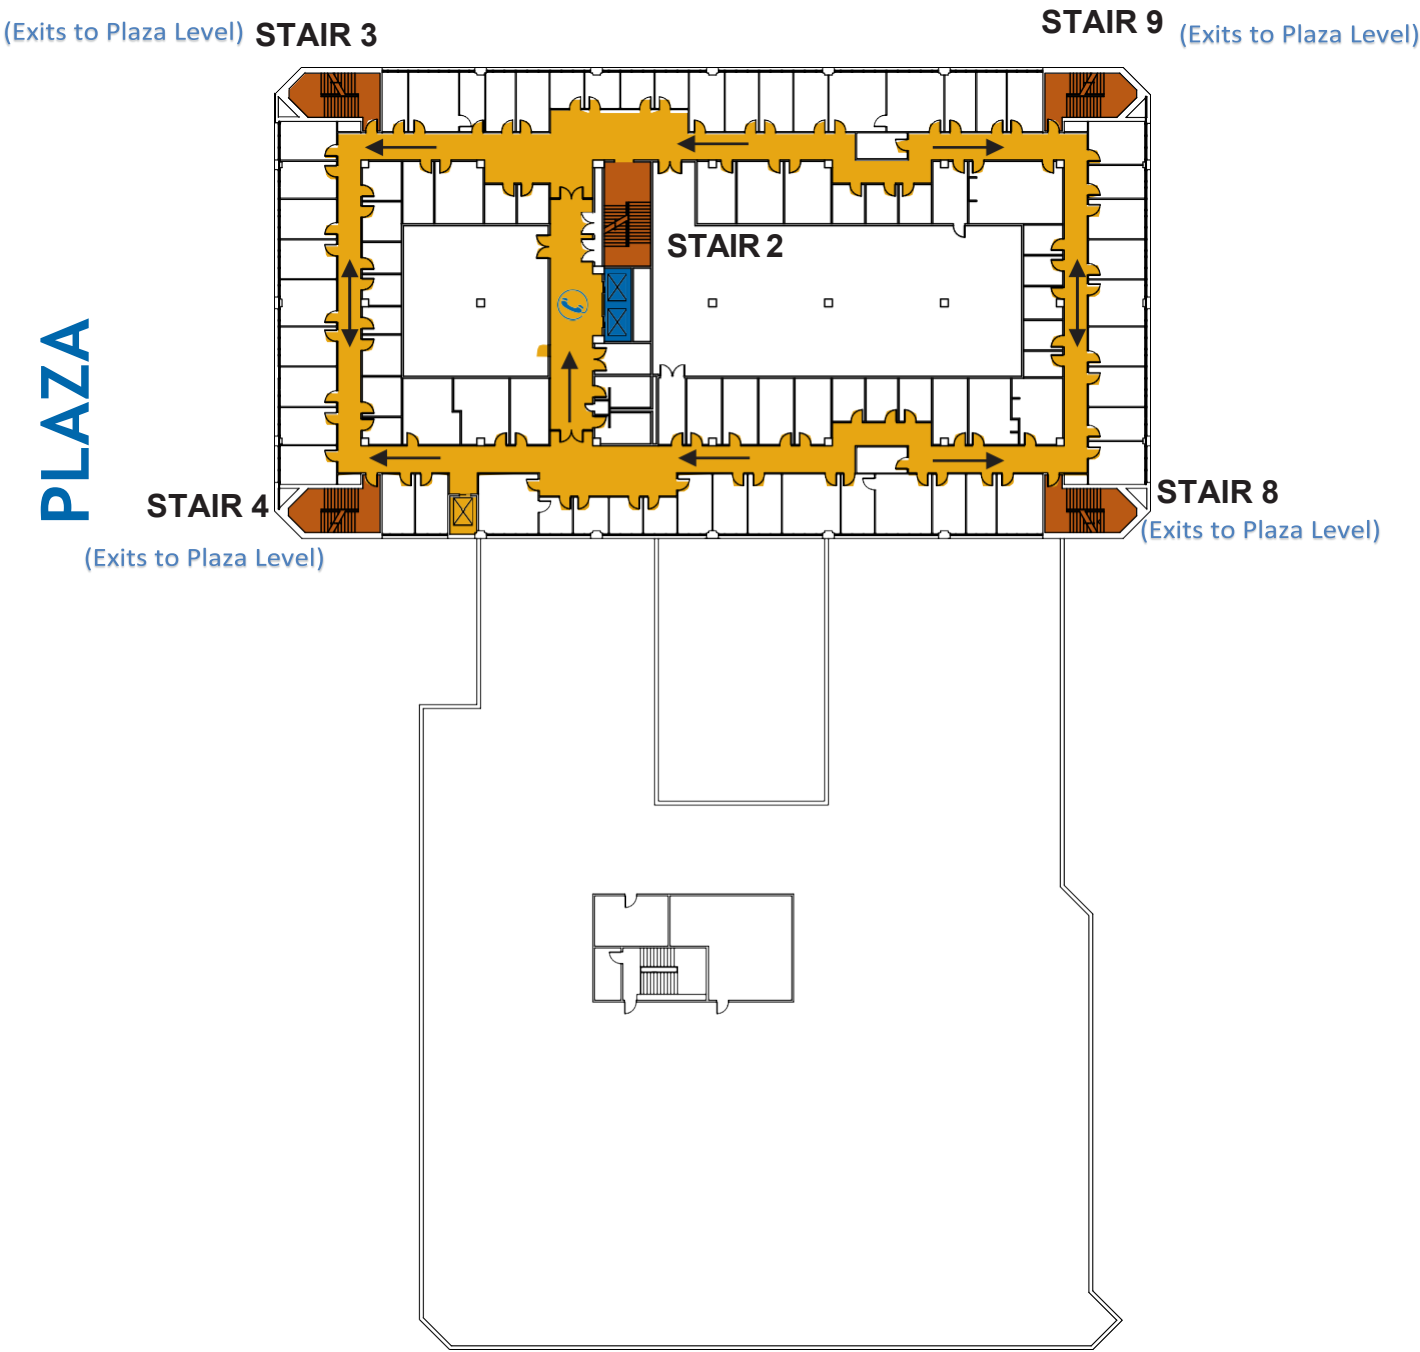 (Exits to Plaza Level) STAIR 3
STAIR 9 (Exits to Plaza Level)
STAIR 2
PLAZA
STAIR 4
(Exits to Plaza Level)
STAIR 8
(Exits to Plaza Level)